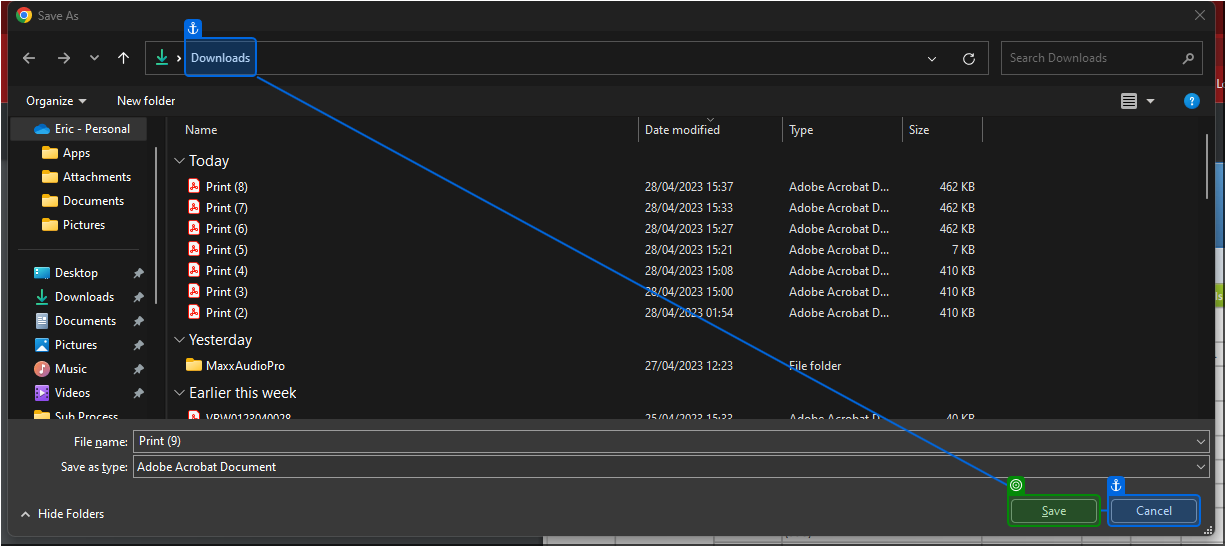 Save As
Downloads
Search Downloads
Organize New folder
Eric - Personal
Apps
Attachments
Documents
Pictures
Desktop
Downloads
Documents
Pictures
Music
Videos
Sub Process
Name Date modified Type Size
Today
Print (8) 28/04/2023 15:37 Adobe Acrobat D... 462 KB
Print (7) 28/04/2023 15:33 Adobe Acrobat D... 462 KB
Print (6) 28/04/2023 15:27 Adobe Acrobat D... 462 KB
Print (5) 28/04/2023 15:21 Adobe Acrobat D... 7 KB
Print (4) 28/04/2023 15:08 Adobe Acrobat D... 410 KB
Print (3) 28/04/2023 15:00 Adobe Acrobat D... 410 KB
Print (2) 28/04/2023 01:54 Adobe Acrobat D... 410 KB
Yesterday
MaxxAudioPro 27/04/2023 12:23 File folder
Earlier this week
25/04/2023 15:33 Adobe Acrobat D... 40 KB
File name: Print (9)
Save as type: Adobe Acrobat Document
Hide Folders
Save
Cancel